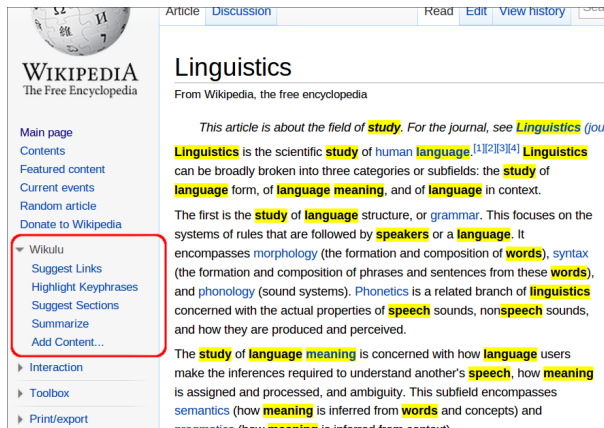 Article Discussion Read Edit View history Sea
Ω И
WIKIPEDIA
The Free Encyclopedia
Main page
Contents
Featured content
Current events
Random article
Donate to Wikipedia
Wikulu
Suggest Links
Highlight Keyphrases
Suggest Sections
Summarize
Add Content...
Interaction
Toolbox
Print/export
Linguistics
From Wikipedia, the free encyclopedia
This article is about the field of study. For the journal, see Linguistics (jou
Linguistics is the scientific study of human language.[1][2][3][4] Linguistics
can be broadly broken into three categories or subfields: the study of
language form, of language meaning, and of language in context.
The first is the study of language structure, or grammar. This focuses on the
systems of rules that are followed by speakers or a language. It
encompasses morphology (the formation and composition of words), syntax
(the formation and composition of phrases and sentences from these words),
and phonology (sound systems). Phonetics is a related branch of linguistics
concerned with the actual properties of speech sounds, nonspeech sounds,
and how they are produced and perceived.
The study of language meaning is concerned with how language users
make the inferences required to understand another's speech, how meaning
is assigned and processed, and ambiguity. This subfield encompasses
semantics (how meaning is inferred from words and concepts) and
pragmatics (how meaning is inferred from context).